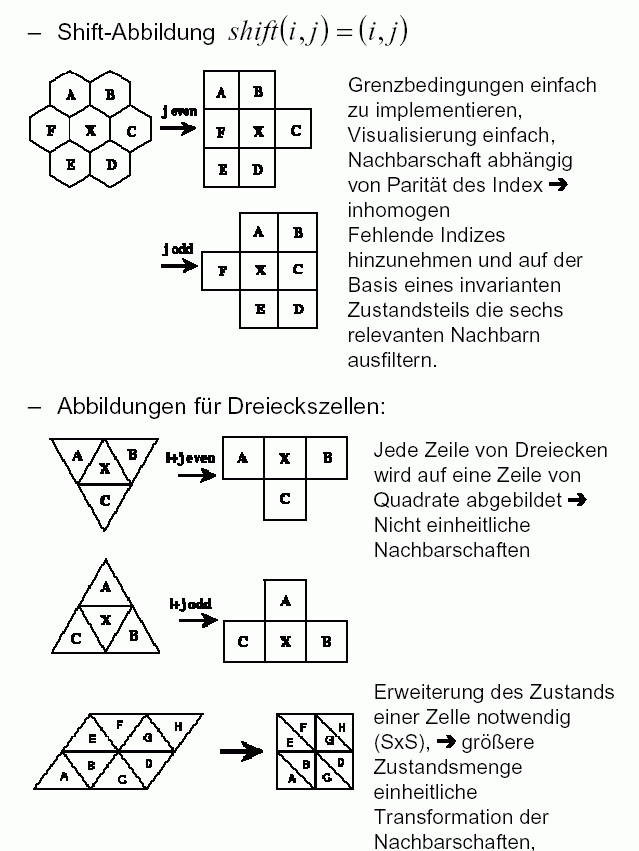 – Shift-Abbildung shift(i,j)=(i,j)
A B
F X C
E D
j even
A B
F X C
E D
Grenzbedingungen einfach
zu implementieren,
Visualisierung einfach,
Nachbarschaft abhängig
von Parität des Index ➔
inhomogen
Fehlende Indizes
hinzunehmen und auf der
Basis eines invarianten
Zustandsteils die sechs
relevanten Nachbarn
ausfiltern.
j odd
A B
F X C
E D
– Abbildungen für Dreieckszellen:
A X B
C
i+j even
A X B
C
Jede Zeile von Dreiecken
wird auf eine Zeile von
Quadrate abgebildet ➔
Nicht einheitliche
Nachbarschaften
A
C X B
i+j odd
A
C X B
E F G H
A B G D
F H
E G
B D
A G
Erweiterung des Zustands
einer Zelle notwendig
(SxS), ➔ größere
Zustandsmenge
einheitliche
Transformation der
Nachbarschaften,